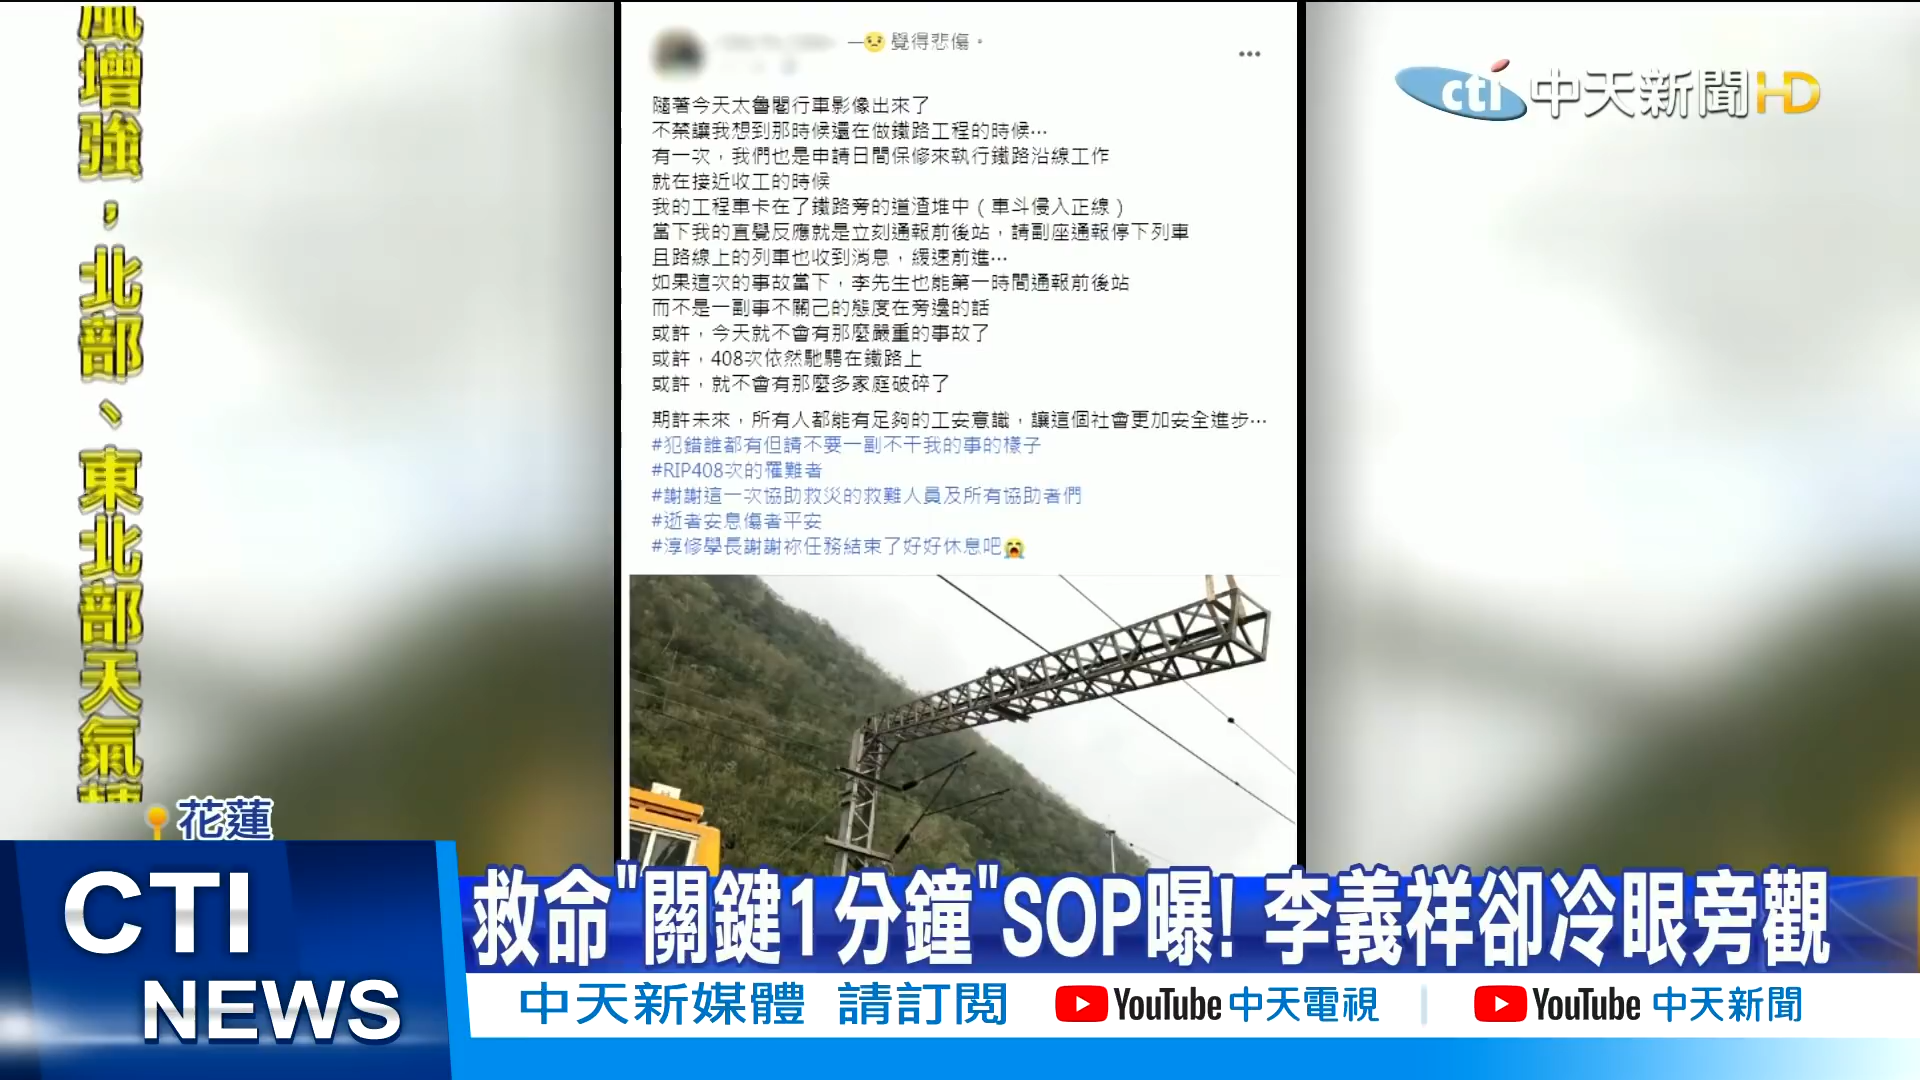 風增強，北部、東北部天氣
一😟 覺得悲傷。
隨著今天太魯閣行車影像出來了
不禁讓我想到那時候還在做鐵路工程的時候…
有一次，我們也是申請日間保修來執行鐵路沿線工作
就在接近收工的時候
我的工程車卡在了鐵路旁的道渣堆中（車斗侵入正線）
當下我的直覺反應就是立刻通報前後站，請副座通報停下列車
且路線上的列車也收到消息，緩速前進…
如果這次的事故當下，李先生也能第一時間通報前後站
而不是一副事不關己的態度在旁邊的話
或許，今天就不會有那麼嚴重的事故了
或許，408次依然馳騁在鐵路上
或許，就不會有那麼多家庭破碎了
期許未來，所有人都能有足夠的工安意識，讓這個社會更加安全進步…
#犯錯誰都有但請不要一副不干我的事的樣子
#RIP408次的罹難者
#謝謝這一次協助救災的救難人員及所有協助者們
#逝者安息傷者平安
#淳修學長謝謝祢任務結束了好好休息吧😭
cti 中天新聞HD
花蓮
CTI NEWS
救命"關鍵1分鐘"SOP曝! 李義祥卻冷眼旁觀
中天新媒體 請訂閱 YouTube 中天電視 | YouTube 中天新聞